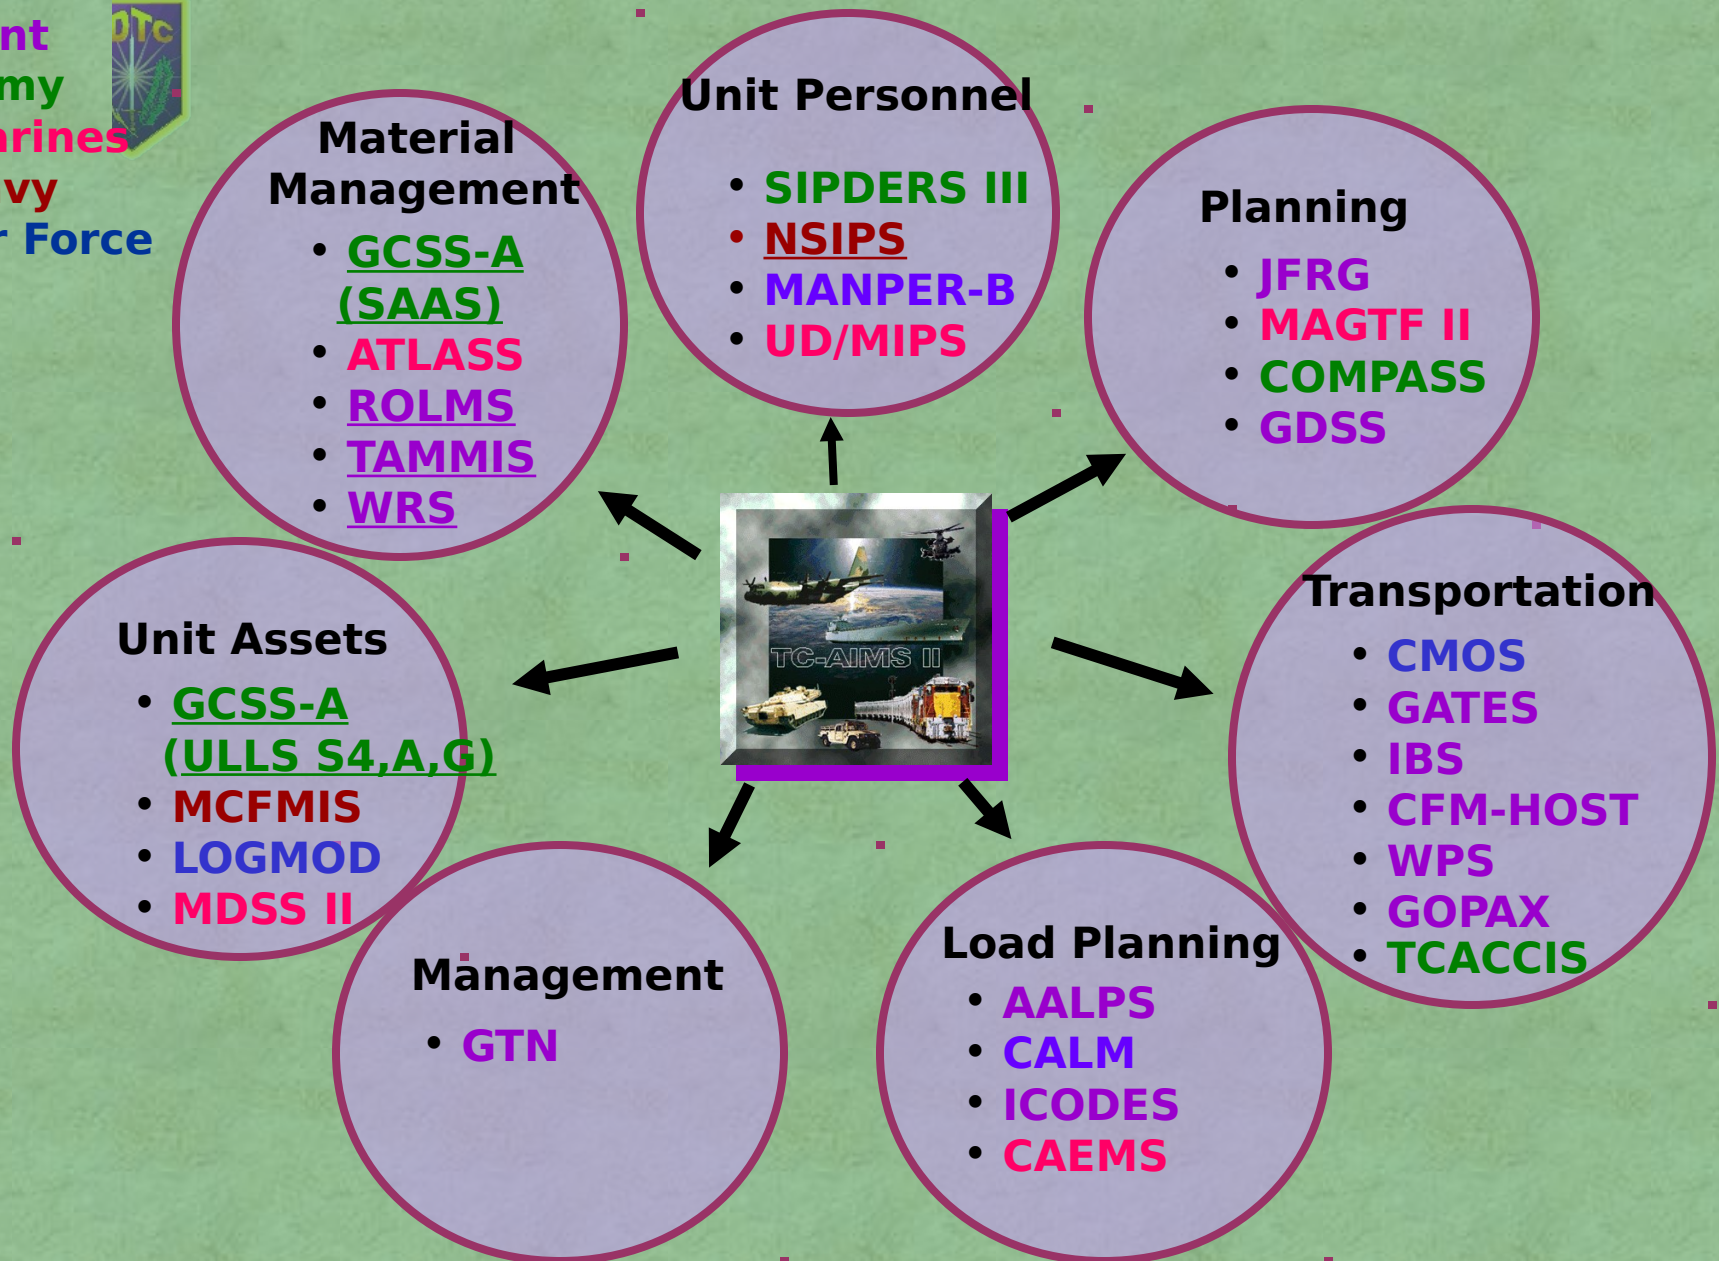 nt
my
arines
vy
r Force
DTC
Material
Management
• GCSS-A
(SAAS)
• ATLASS
• ROLMS
• TAMMIS
• WRS
Unit Personnel
• SIPDERS III
• NSIPS
• MANPER-B
• UD/MIPS
Planning
• JFRG
• MAGTF II
• COMPASS
• GDSS
TC-AIMS II
Unit Assets
• GCSS-A
(ULLS S4,A,G)
• MCFMIS
• LOGMOD
• MDSS II
Transportation
• CMOS
• GATES
• IBS
• CFM-HOST
• WPS
• GOPAX
• TCACCIS
Management
• GTN
Load Planning
• AALPS
• CALM
• ICODES
• CAEMS